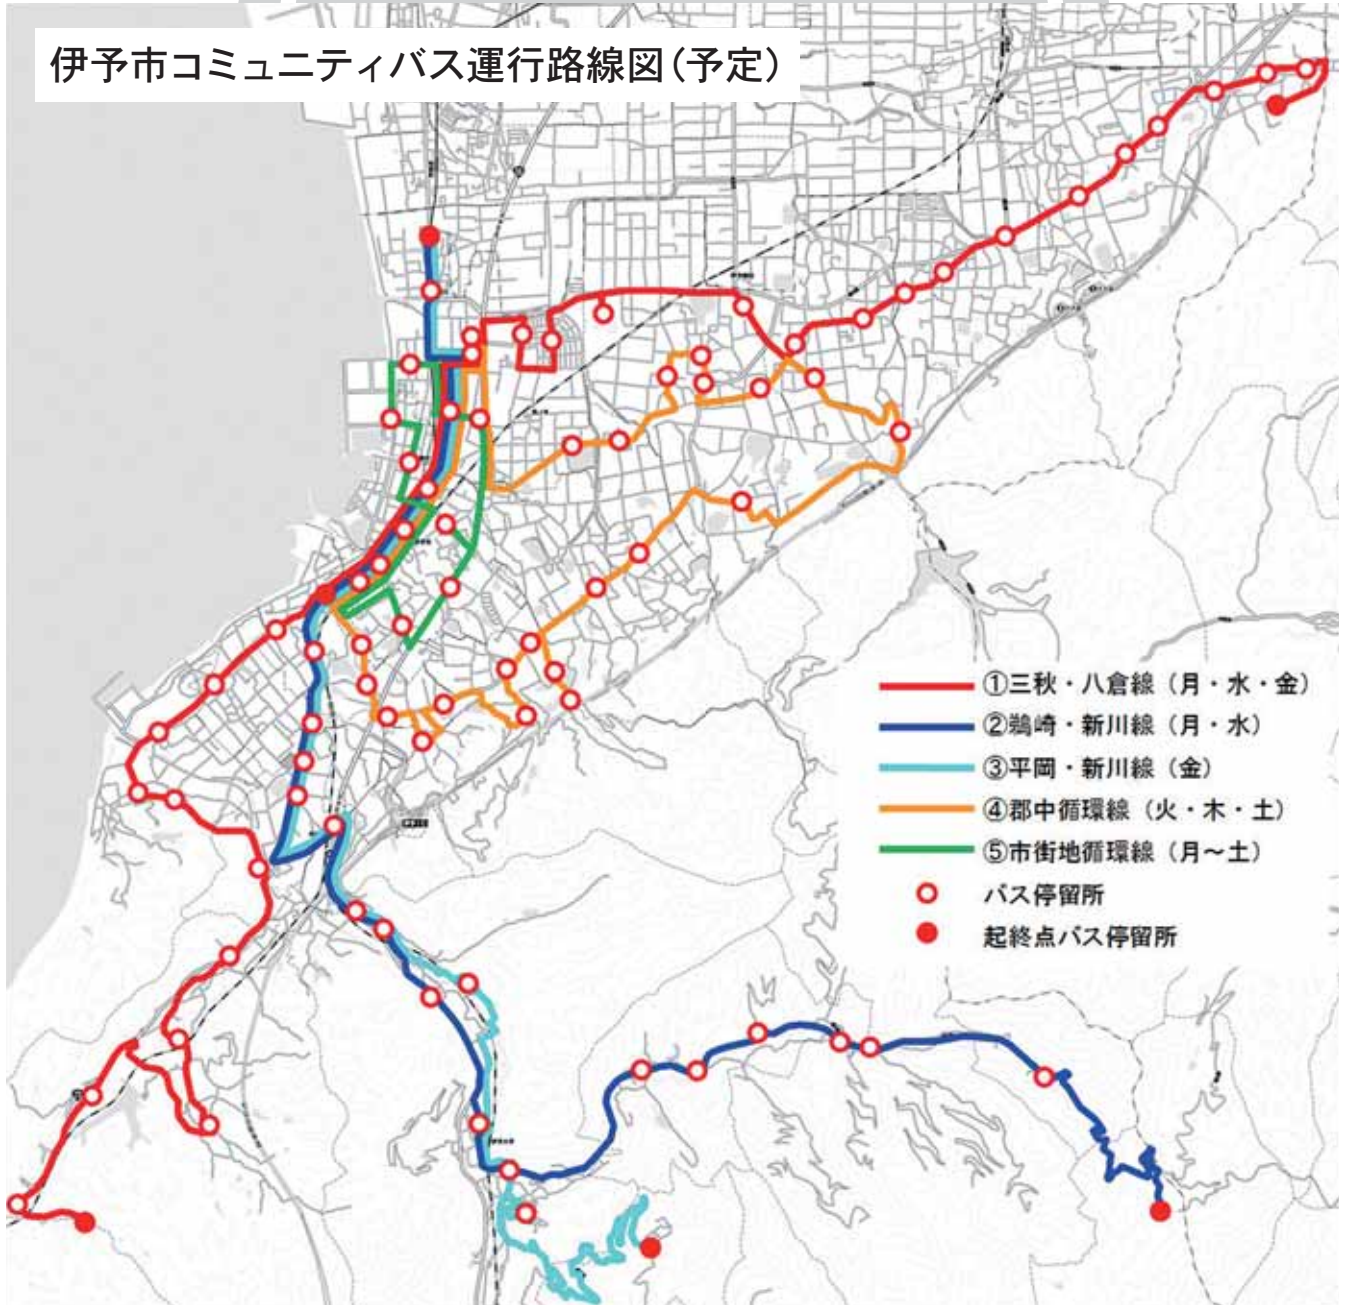 伊予市コミュニティバス運行路線図（予定）
①三秋・八倉線（月・水・金）
②鵜崎・新川線（月・水）
③平岡・新川線（金）
④郡中循環線（火・木・土）
⑤市街地循環線（月～土）
バス停留所
起終点バス停留所